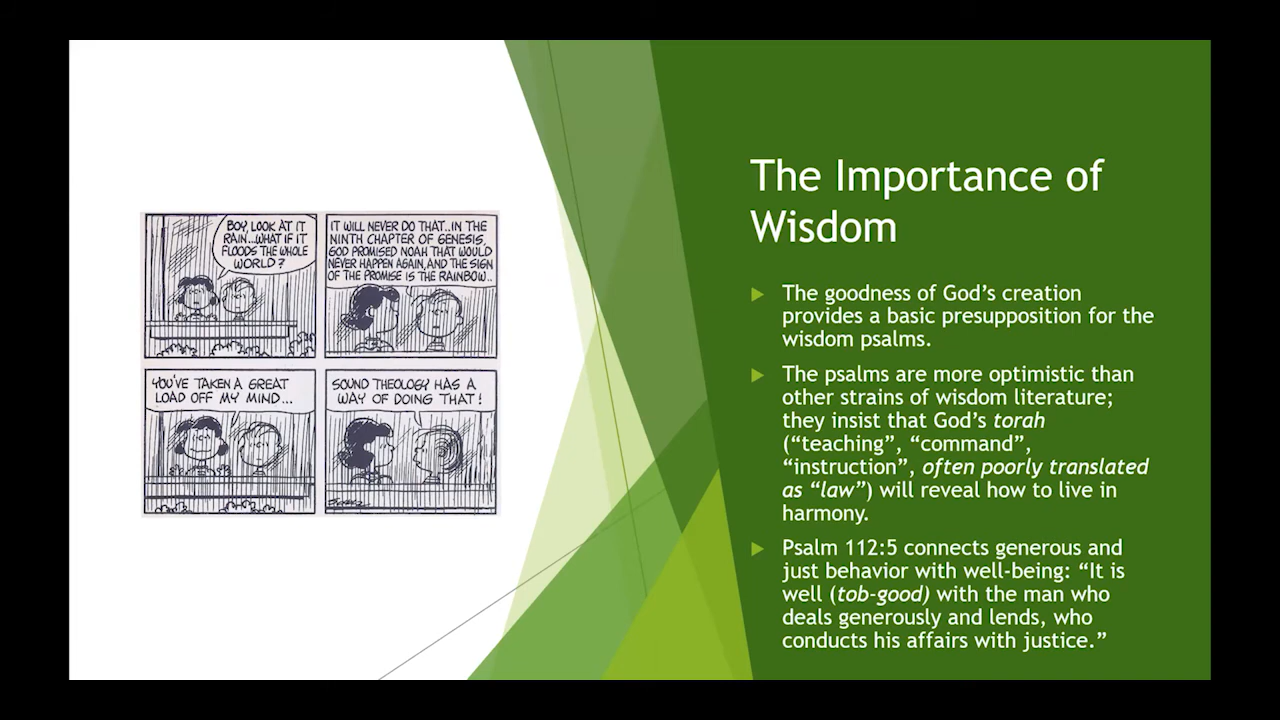 BOY, LOOK AT IT
RAIN...WHAT IF IT
FLOODS THE WHOLE
WORLD?
IT WILL NEVER DO THAT..IN THE
NINTH CHAPTER OF GENESIS,
GOD PROMISED NOAH THAT WOULD
NEVER HAPPEN AGAIN, AND THE SIGN
OF THE PROMISE IS THE RAINBOW..
YOU'VE TAKEN A GREAT
LOAD OFF MY MIND...
SOUND THEOLOGY HAS A
WAY OF DOING THAT!
The Importance of
Wisdom
The goodness of God’s creation
provides a basic presupposition for the
wisdom psalms.
The psalms are more optimistic than
other strains of wisdom literature;
they insist that God’s torah
(“teaching”, “command”,
“instruction”, often poorly translated
as “law”) will reveal how to live in
harmony.
Psalm 112:5 connects generous and
just behavior with well-being: “It is
well (tob-good) with the man who
deals generously and lends, who
conducts his affairs with justice.”